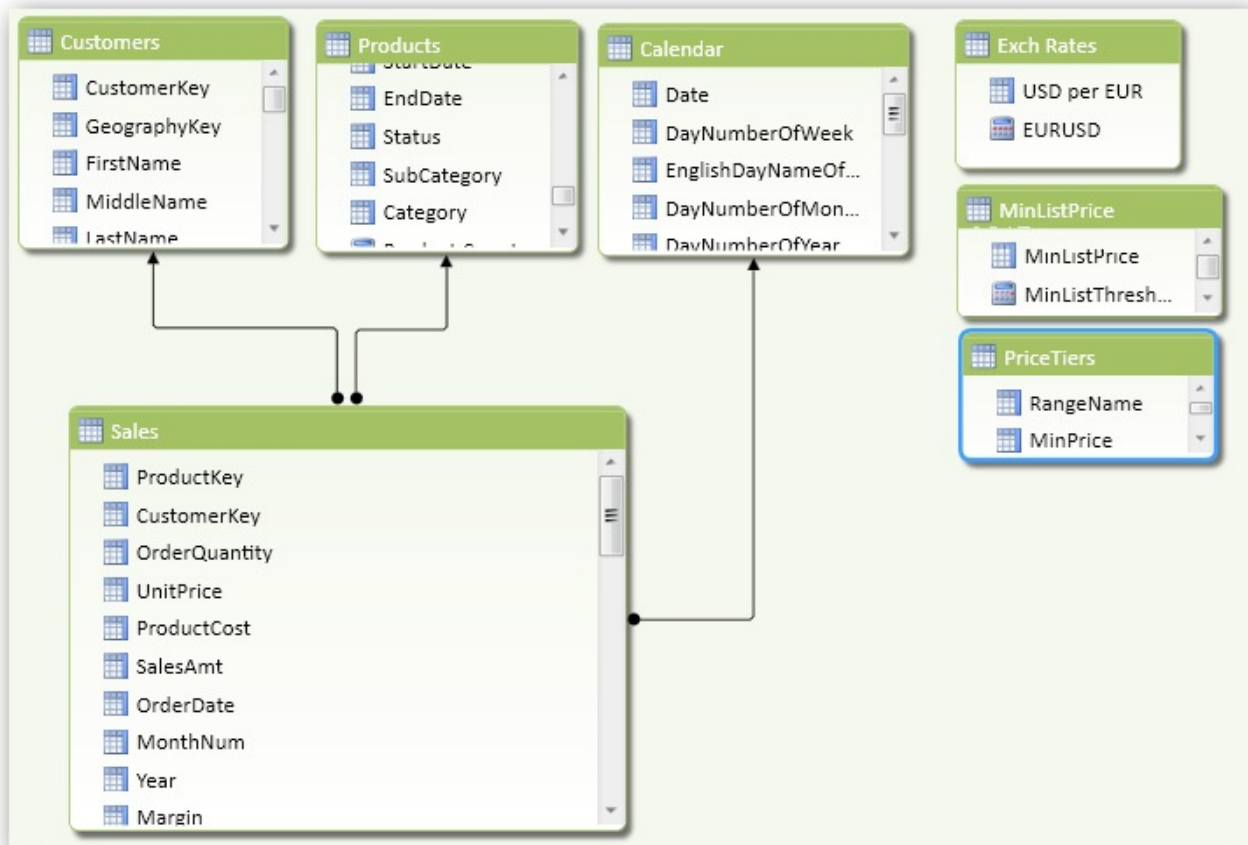 Customers
CustomerKey
GeographyKey
FirstName
MiddleName
LastName
Products
StartDate
EndDate
Status
SubCategory
Category
Calendar
Date
DayNumberOfWeek
EnglishDayNameOf...
DayNumberOfMon...
DayNumberOfYear
Exch Rates
USD per EUR
EURUSD
MinListPrice
MinListPrice
MinListThresh...
PriceTiers
RangeName
MinPrice
Sales
ProductKey
CustomerKey
OrderQuantity
UnitPrice
ProductCost
SalesAmt
OrderDate
MonthNum
Year
Margin